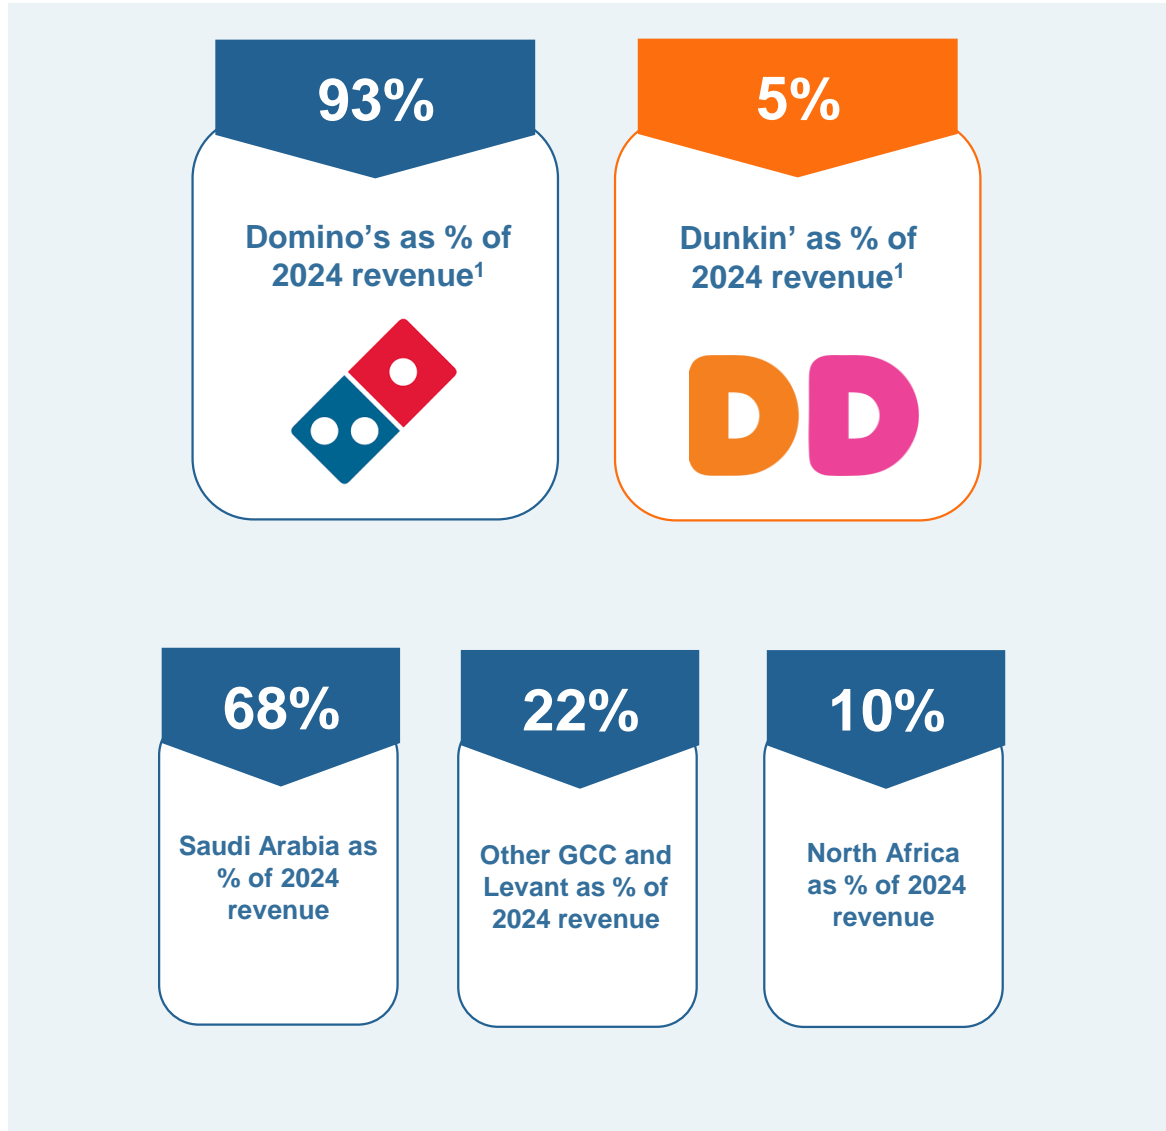 93%
Domino’s as % of
2024 revenue1
5%
Dunkin’ as % of
2024 revenue1
DD
68%
Saudi Arabia as
% of 2024
revenue
22%
Other GCC and
Levant as % of
2024 revenue
10%
North Africa
as % of 2024
revenue